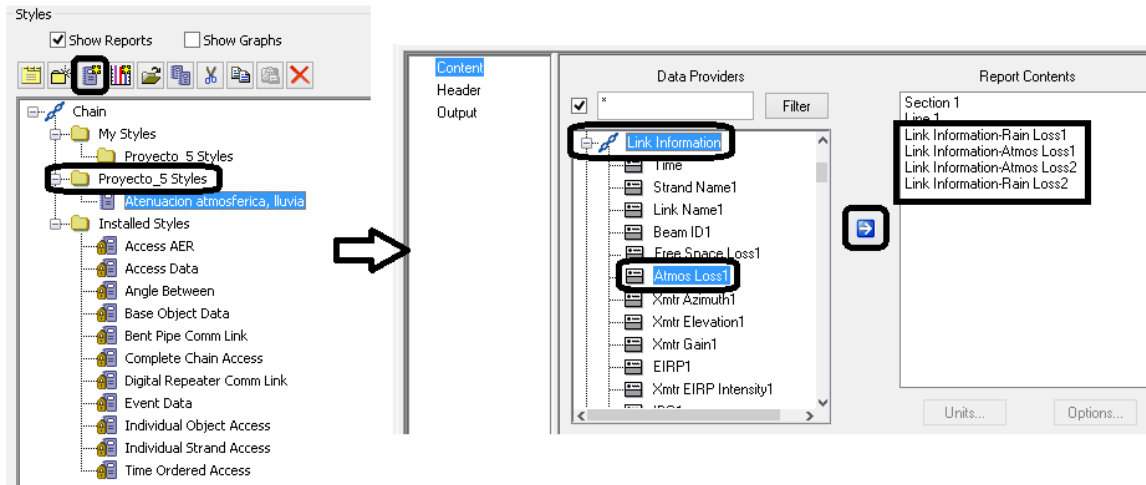 Styles
Show Reports
Show Graphs
Chain
My Styles
Proyecto_5 Styles
Proyecto_5 Styles
Atenuacion atmosferica, lluvia
Installed Styles
Access AER
Access Data
Angle Between
Base Object Data
Bent Pipe Comm Link
Complete Chain Access
Digital Repeater Comm Link
Event Data
Individual Object Access
Individual Strand Access
Time Ordered Access
Content
Header
Output
Data Providers
*
Filter
Link Information
Time
Strand Name1
Link Name1
Beam ID1
Free Space Loss1
Atmos Loss1
Xmtr Azimuth1
Xmtr Elevation1
Xmtr Gain1
EIRP1
Xmtr EIRP Intensity1
Report Contents
Section 1
Line 1
Link Information-Rain Loss1
Link Information-Atmos Loss1
Link Information-Atmos Loss2
Link Information-Rain Loss2
Units...
Options...